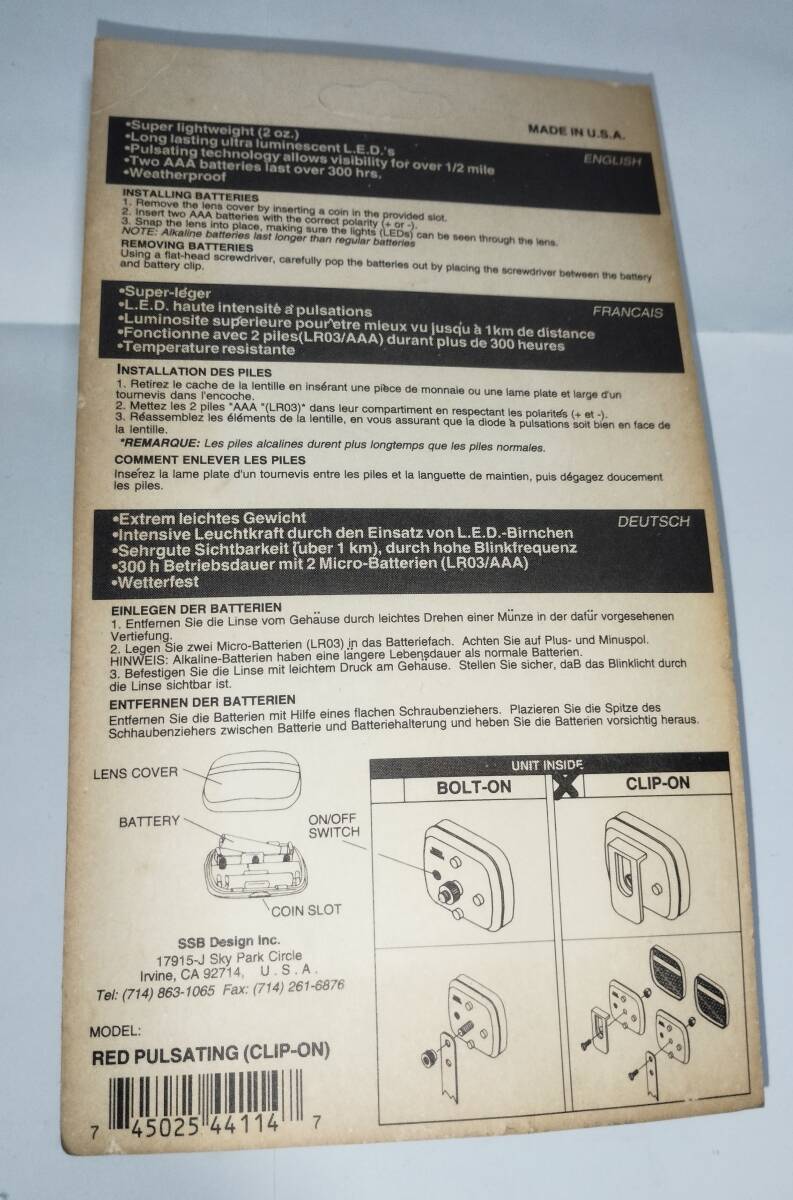 MADE IN U.S.A.
•Super lightweight (2 oz.)
•Long lasting ultra luminescent L.E.D.'s
•Pulsating technology allows visibility for over 1/2 mile
•Two AAA batteries last over 300 hrs.
•Weatherproof
ENGLISH
INSTALLING BATTERIES
1. Remove the lens cover by inserting a coin in the provided slot.
2. Insert two AAA batteries with the correct polarity (+ or -).
3. Snap the lens into place, making sure the lights (LEDs) can be seen through the lens.
NOTE: Alkaline batteries last longer than regular batteries
REMOVING BATTERIES
Using a flat-head screwdriver, carefully pop the batteries out by placing the screwdriver between the battery
and battery clip.
•Super-léger
•L.E.D. haute intensité a' pulsations
•Luminosite supérieure pour^etre mieux vu jusqu'à 1km de distance
•Fonctionne avec 2 piles(LR03/AAA) durant plus de 300 heures
•Temperature resistante
FRANCAIS
INSTALLATION DES PILES
1. Retirez le cache de la lentille en insérant une pièce de monnaie ou une lame plate et large d'un
tournevis dans l'encoche.
2. Mettez les 2 piles "AAA "(LR03)" dans leur compartiment en respectant les polarités (+ et -).
3. Réassemblez les éléments de la lentille, en vous assurant que la diode à pulsations soit bien en face de
la lentille.
*REMARQUE: Les piles alcalines durent plus longtemps que les piles normales.
COMMENT ENLEVER LES PILES
Insérez la lame plate d'un tournevis entre les piles et la languette de maintien, puis dégagez doucement
les piles.
•Extrem leichtes Gewicht
•Intensive Leuchtkraft durch den Einsatz von L.E.D.-Birnchen
•Sehrgute Sichtbarkeit (über 1 km), durch hohe Blinkfrequenz
•300 h Betriebsdauer mit 2 Micro-Batterien (LR03/AAA)
•Wetterfest
DEUTSCH
EINLEGEN DER BATTERIEN
1. Entfernen Sie die Linse vom Gehäuse durch leichtes Drehen einer Münze in der dafür vorgesehenen
Vertiefung.
2. Legen Sie zwei Micro-Batterien (LR03) in das Batteriefach. Achten Sie auf Plus- und Minuspol.
HINWEIS: Alkaline-Batterien haben eine längere Lebensdauer als normale Batterien.
3. Befestigen Sie die Linse mit leichtem Druck am Gehäuse. Stellen Sie sicher, daB das Blinklicht durch
die Linse sichtbar ist.
ENTFERNEN DER BATTERIEN
Entfernen Sie die Batterien mit Hilfe eines flachen Schraubenziehers. Plazieren Sie die Spitze des
Schhaubenziehers zwischen Batterie und Batteriehalterung und heben Sie die Batterien vorsichtig heraus.
LENS COVER
BATTERY
ON/OFF
SWITCH
COIN SLOT
UNIT INSIDE
BOLT-ON
X CLIP-ON
SSB Design Inc.
17915-J Sky Park Circle
Irvine, CA 92714, U.S.A.
Tel: (714) 863-1065 Fax: (714) 261-6876
MODEL:
RED PULSATING (CLIP-ON)
7 45025 44114 7